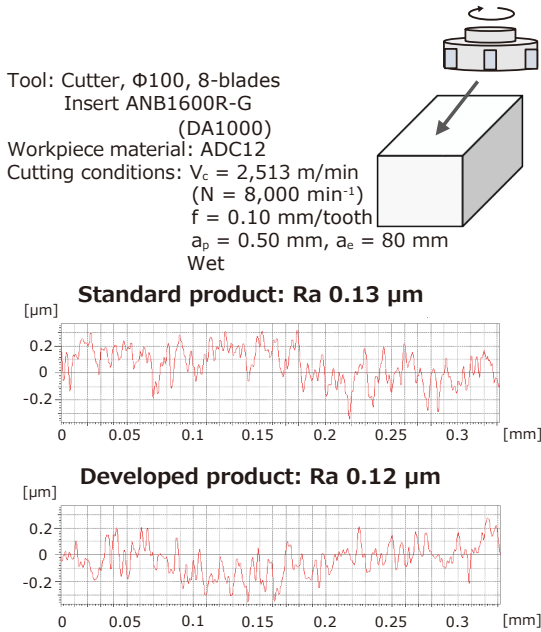 Tool: Cutter, Φ100, 8-blades
Insert ANB1600R-G
(DA1000)
Workpiece material: ADC12
Cutting conditions: Vc = 2,513 m/min
(N = 8,000 min-1)
f = 0.10 mm/tooth
ap = 0.50 mm, ae = 80 mm
Wet
Standard product: Ra 0.13 µm
[µm]
0.2
0
-0.2
0 0.05 0.1 0.15 0.2 0.25 0.3 [mm]
Developed product: Ra 0.12 µm
[µm]
0.2
0
-0.2
0 0.05 0.1 0.15 0.2 0.25 0.3 [mm]